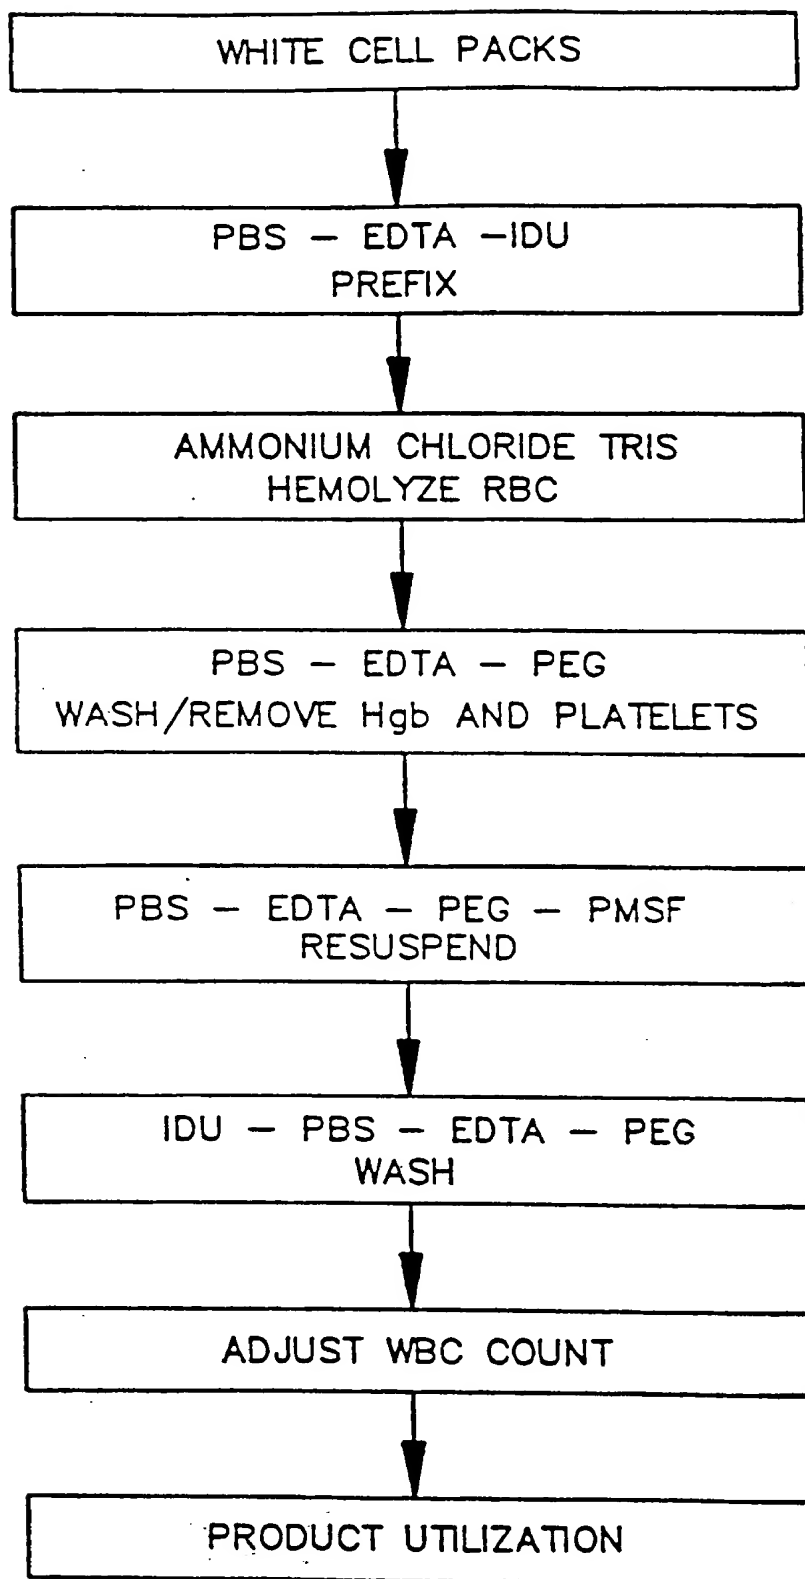 WHITE CELL PACKS
PBS — EDTA —IDU
PREFIX
AMMONIUM CHLORIDE TRIS
HEMOLYZE RBC
PBS — EDTA — PEG
WASH/REMOVE Hgb AND PLATELETS
PBS — EDTA — PEG — PMSF
RESUSPEND
IDU — PBS — EDTA — PEG
WASH
ADJUST WBC COUNT
PRODUCT UTILIZATION